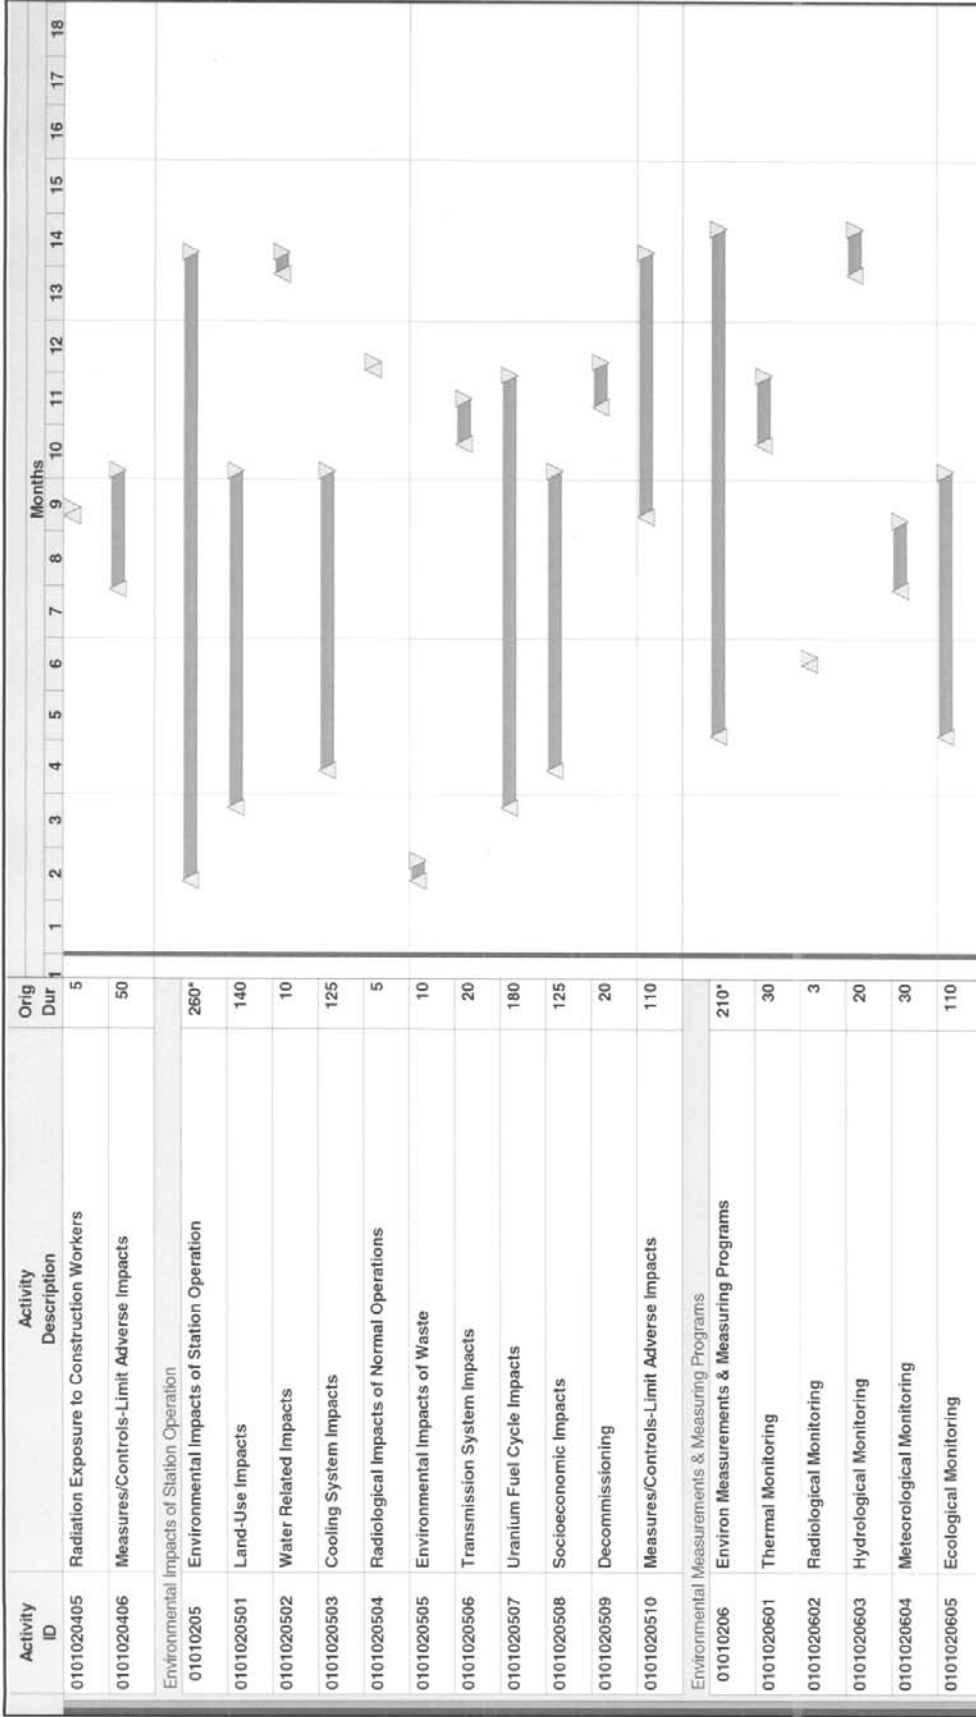 Activity ID Activity Description Orig Dur Months
1 1 2 3 4 5 6 7 8 9 10 11 12 13 14 15 16 17 18
0101020405 Radiation Exposure to Construction Workers 5
0101020406 Measures/Controls-Limit Adverse Impacts 50
Environmental Impacts of Station Operation
01010205 Environmental Impacts of Station Operation 260*
0101020501 Land-Use Impacts 140
0101020502 Water Related Impacts 10
0101020503 Cooling System Impacts 125
0101020504 Radiological Impacts of Normal Operations 5
0101020505 Environmental Impacts of Waste 10
0101020506 Transmission System Impacts 20
0101020507 Uranium Fuel Cycle Impacts 180
0101020508 Socioeconomic Impacts 125
0101020509 Decommissioning 20
0101020510 Measures/Controls-Limit Adverse Impacts 110
Environmental Measurements & Measuring Programs
01010206 Environ Measurements & Measuring Programs 210*
0101020601 Thermal Monitoring 30
0101020602 Radiological Monitoring 3
0101020603 Hydrological Monitoring 20
0101020604 Meteorological Monitoring 30
0101020605 Ecological Monitoring 110